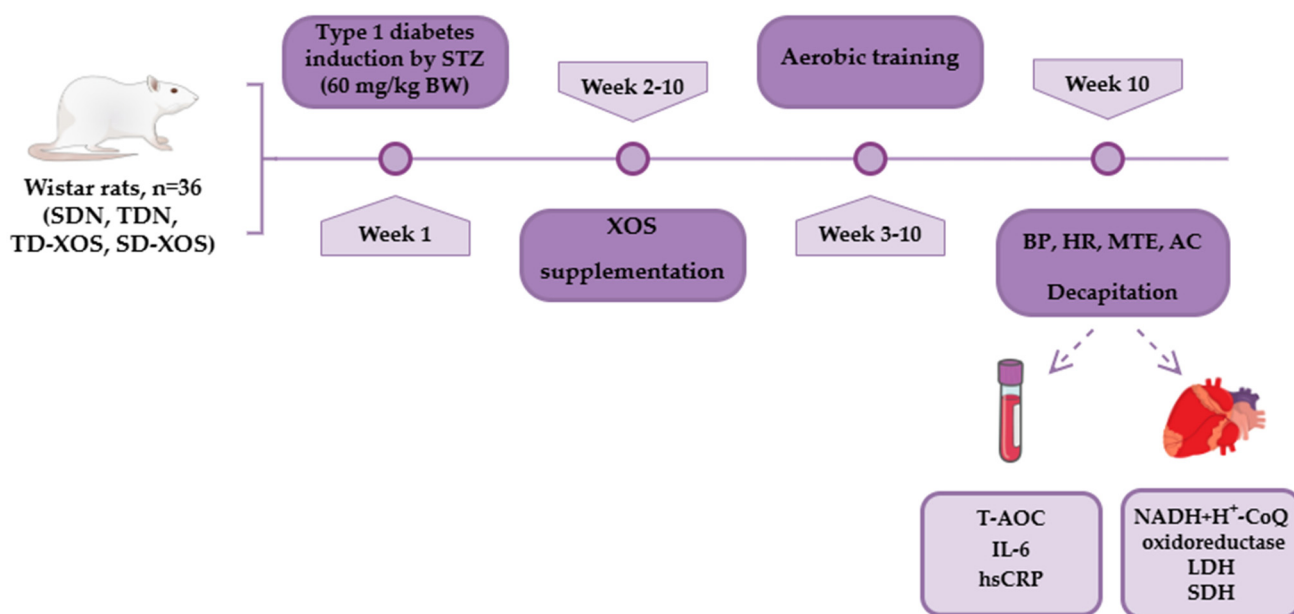 Wistar rats, n=36
(SDN, TDN,
TD-XOS, SD-XOS)
Type 1 diabetes
induction by STZ
(60 mg/kg BW)
Week 1
Week 2-10
XOS
supplementation
Aerobic training
Week 3-10
Week 10
BP, HR, MTE, AC
Decapitation
T-AOC
IL-6
hsCRP
NADH+H⁺-CoQ
oxidoreductase
LDH
SDH